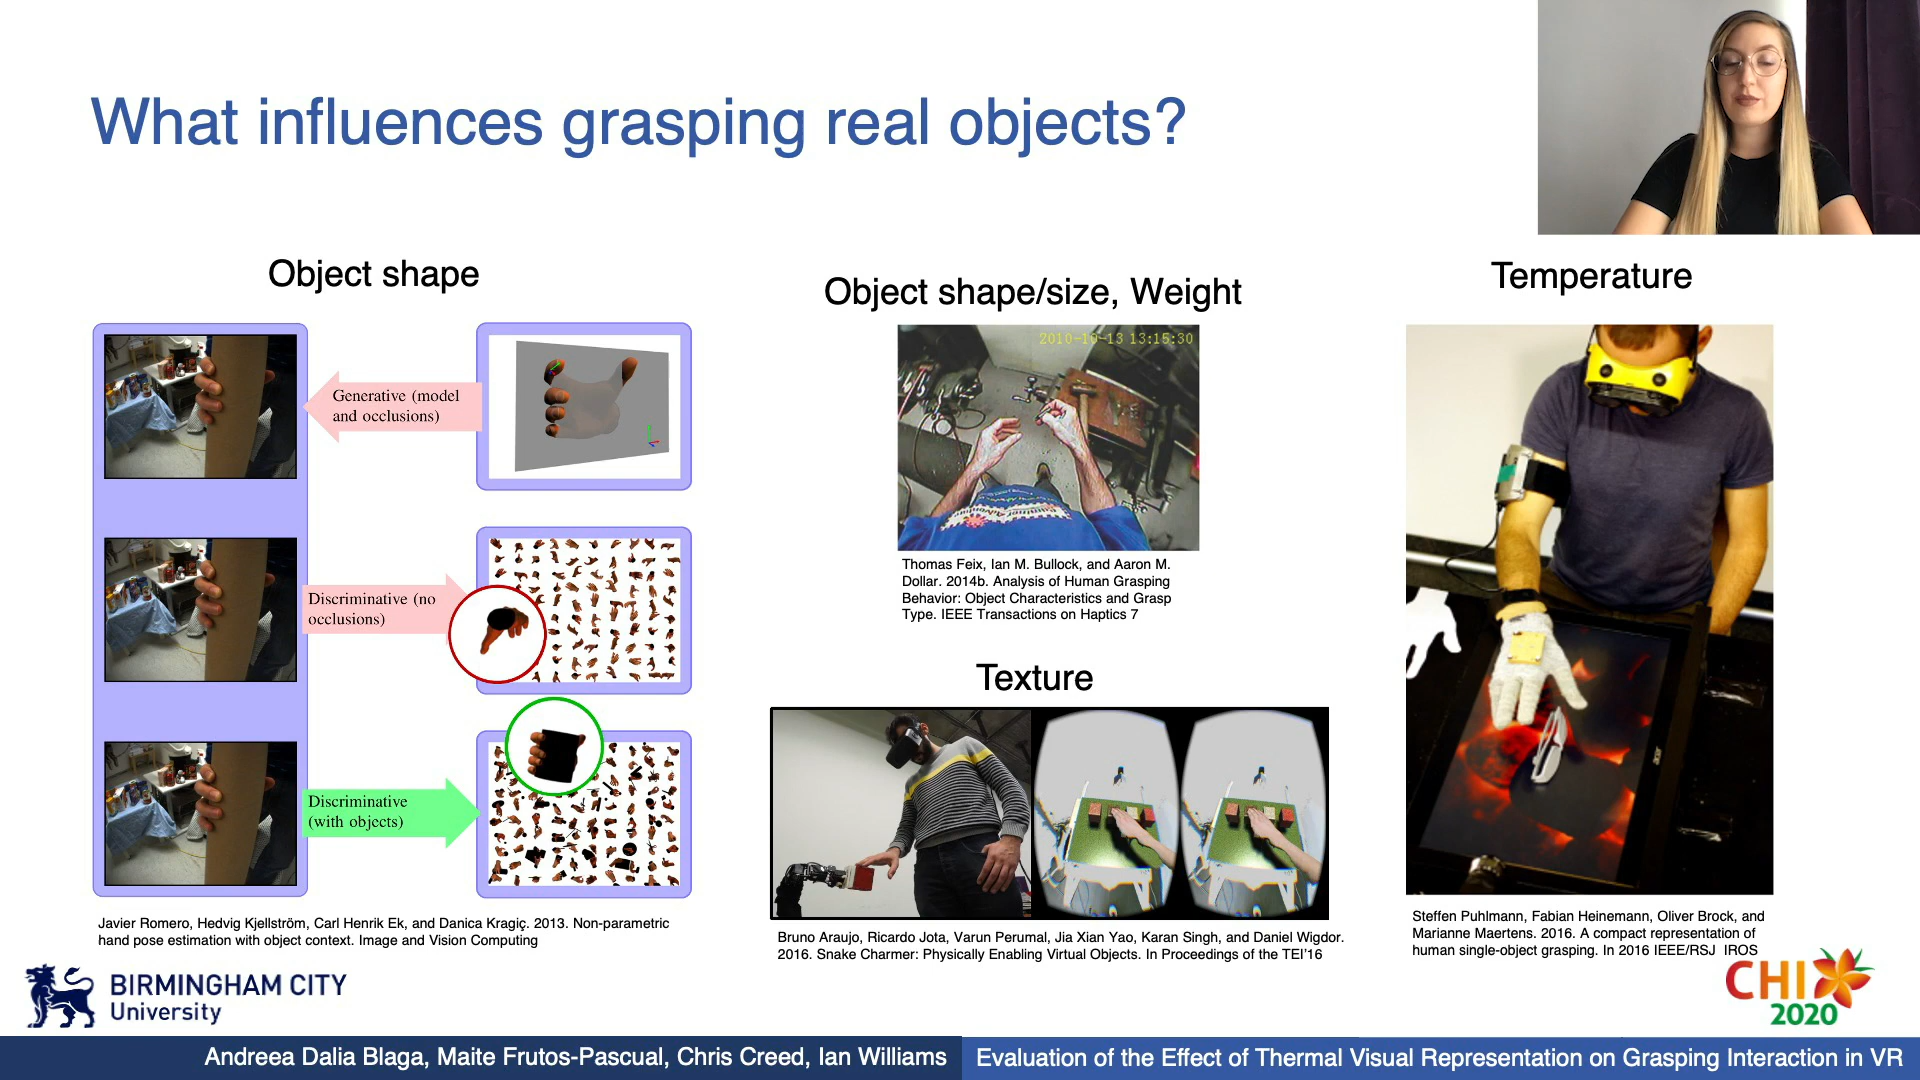 What influences grasping real objects?
Object shape
Generative (model
and occlusions)
Discriminative (no
occlusions)
Discriminative
(with objects)
Javier Romero, Hedvig Kjellström, Carl Henrik Ek, and Danica Kragiç. 2013. Non-parametric
hand pose estimation with object context. Image and Vision Computing
Object shape/size, Weight
2010-10-13 13:15:30
Thomas Feix, Ian M. Bullock, and Aaron M.
Dollar. 2014b. Analysis of Human Grasping
Behavior: Object Characteristics and Grasp
Type. IEEE Transactions on Haptics 7
Texture
Bruno Araujo, Ricardo Jota, Varun Perumal, Jia Xian Yao, Karan Singh, and Daniel Wigdor.
2016. Snake Charmer: Physically Enabling Virtual Objects. In Proceedings of the TEI'16
Temperature
Steffen Puhlmann, Fabian Heinemann, Oliver Brock, and
Marianne Maertens. 2016. A compact representation of
human single-object grasping. In 2016 IEEE/RSJ IROS
BIRMINGHAM CITY
University
CHI
2020
Andreea Dalia Blaga, Maite Frutos-Pascual, Chris Creed, Ian Williams
Evaluation of the Effect of Thermal Visual Representation on Grasping Interaction in VR